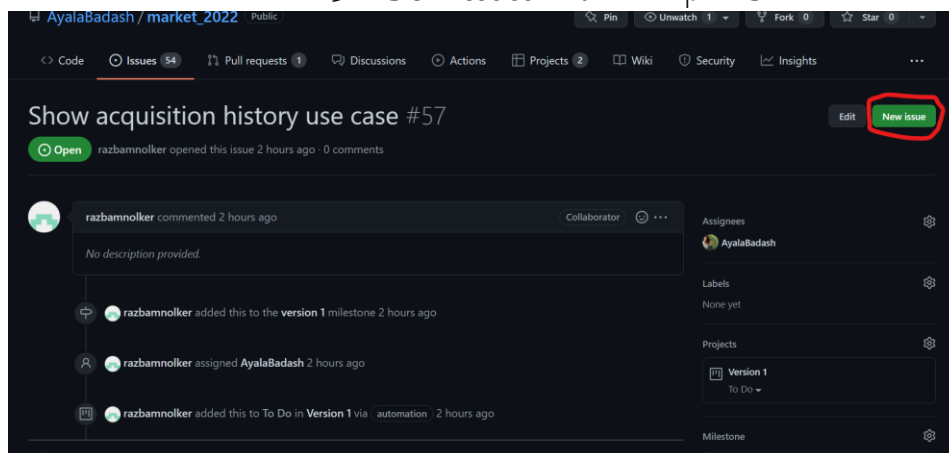 AyalaBadash / market_2022 Public
Pin Unwatch 1 Fork 0 Star 0
Code Issues 54 Pull requests 1 Discussions Actions Projects 2 Wiki Security Insights
Show acquisition history use case #57
Edit New issue
Open razbamnolker opened this issue 2 hours ago · 0 comments
razbamnolker commented 2 hours ago Collaborator
No description provided.
razbamnolker added this to the version 1 milestone 2 hours ago
razbamnolker assigned AyalaBadash 2 hours ago
razbamnolker added this to To Do in Version 1 via automation 2 hours ago
Assignees
AyalaBadash
Labels
None yet
Projects
Version 1
To Do
Milestone